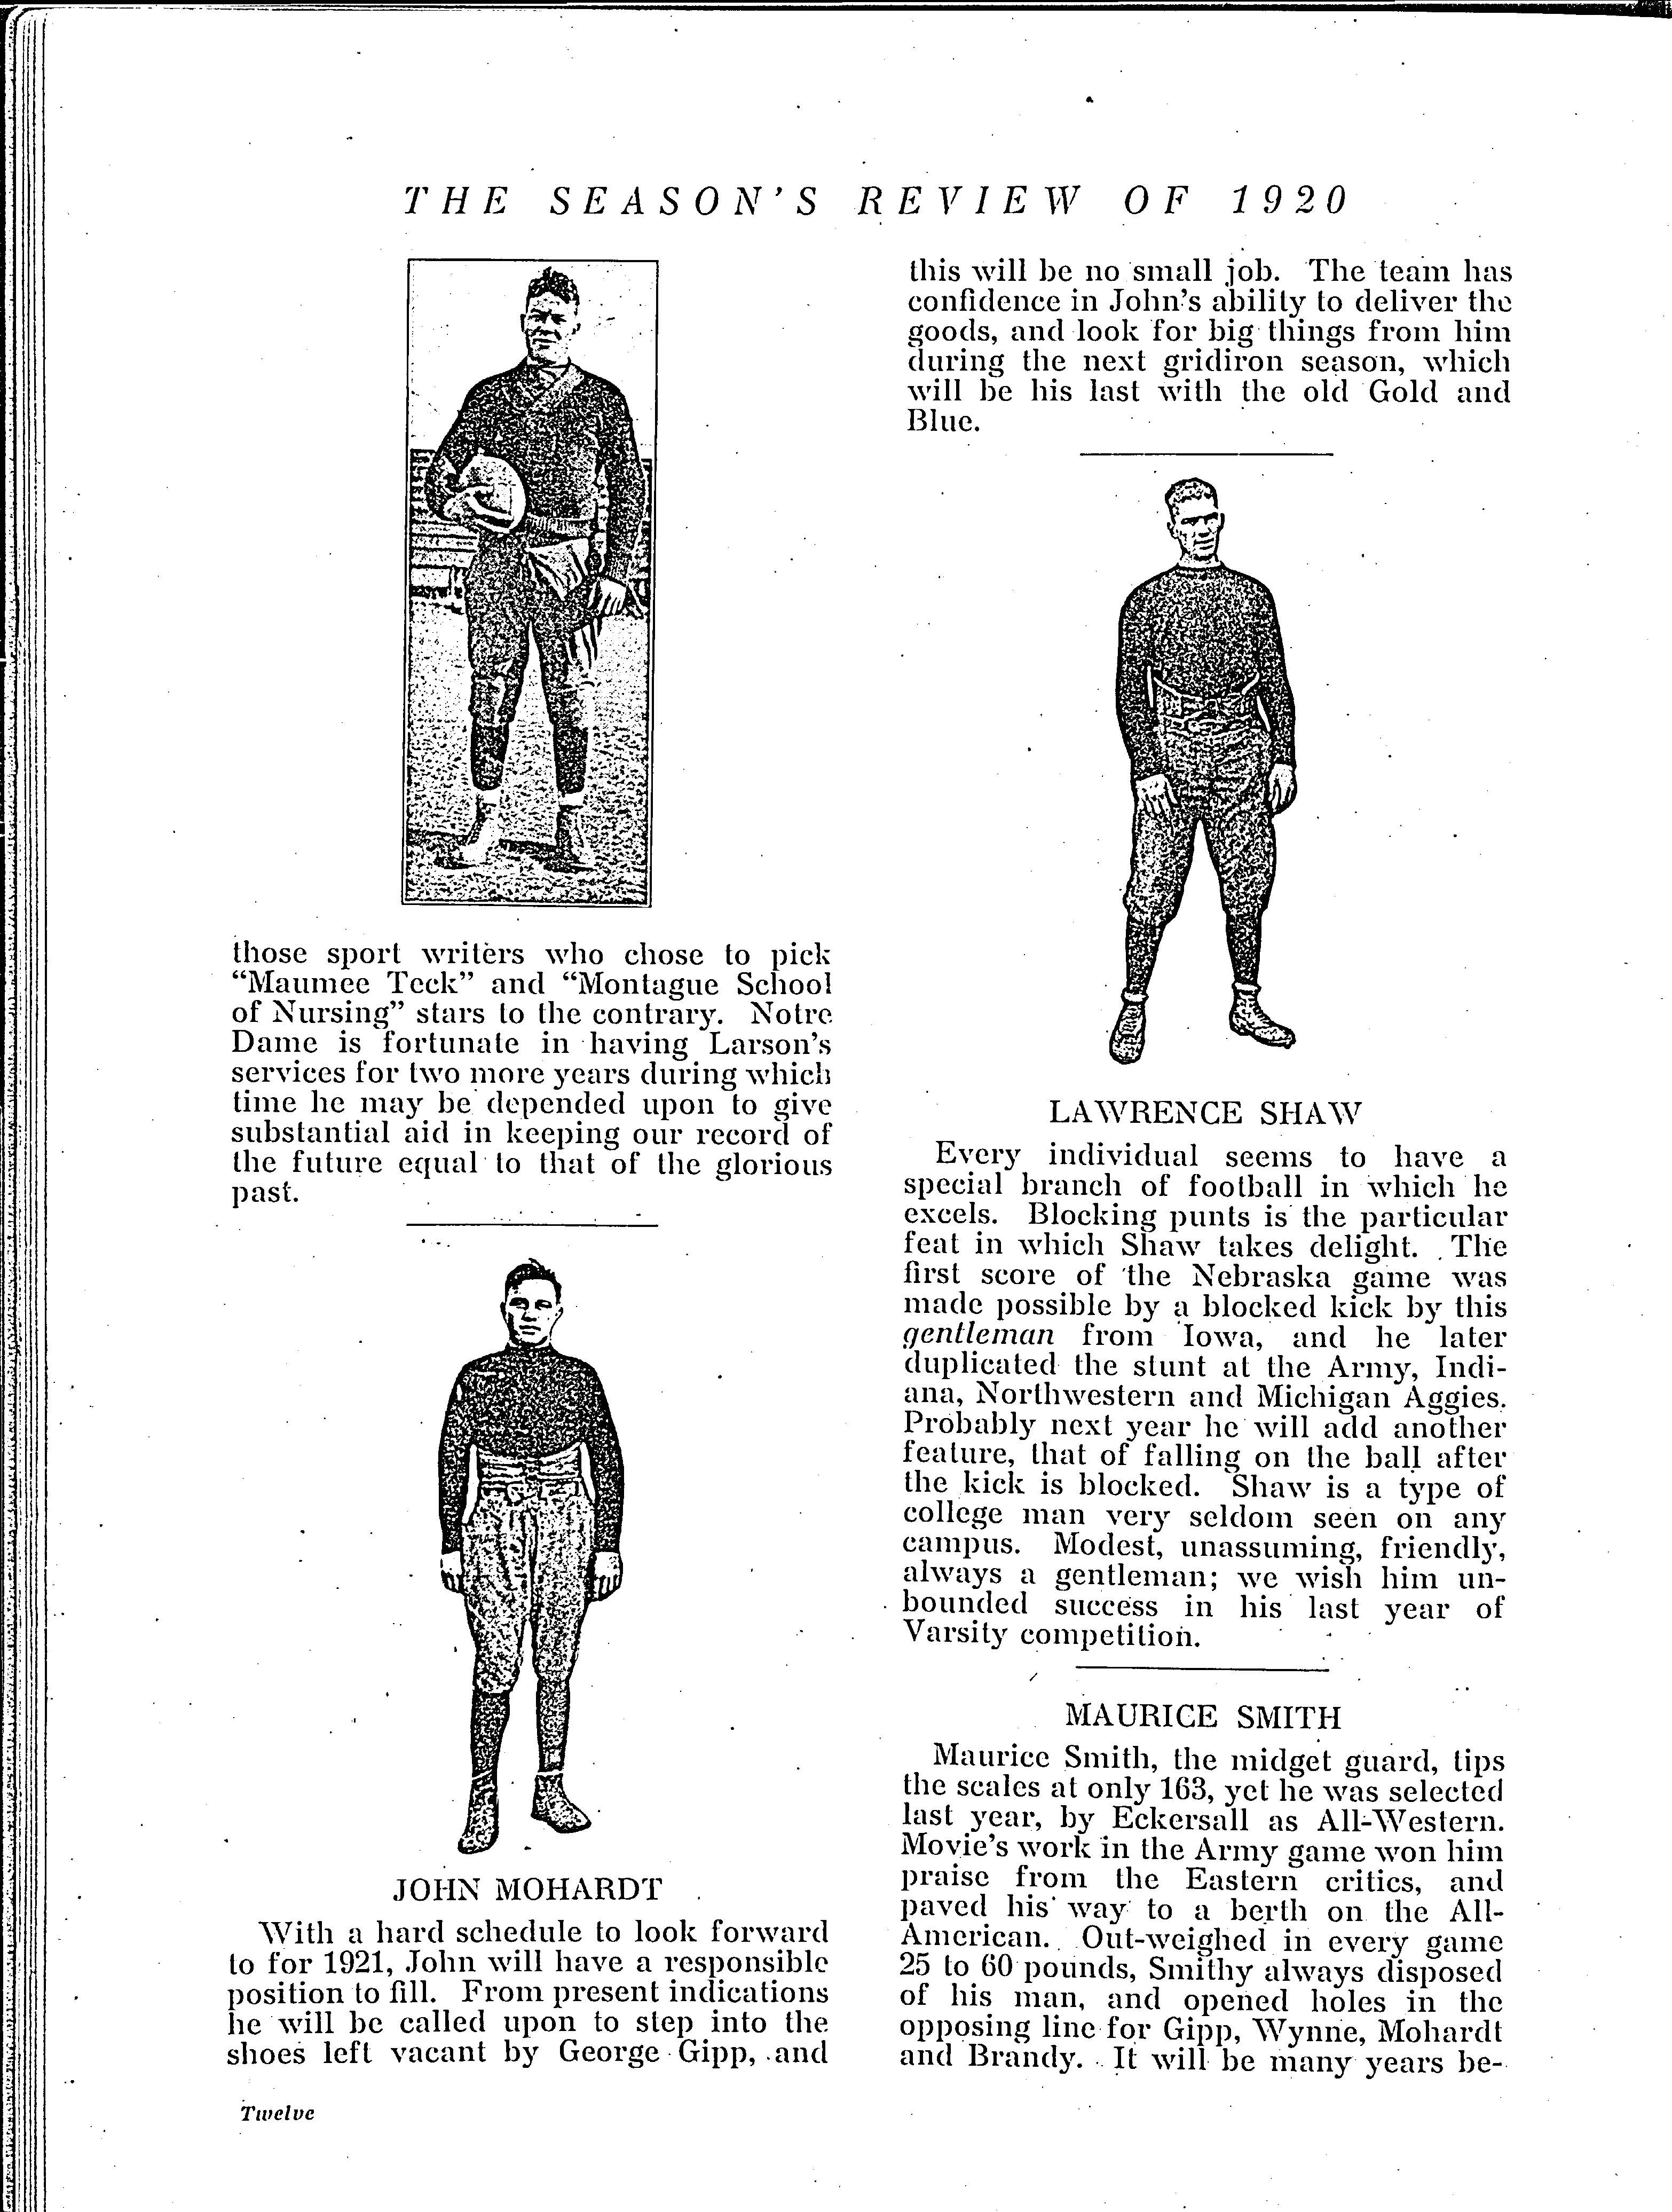 THE SEASON'S REVIEW OF 1920
those sport writers who chose to pick
“Maumee Teck” and “Montague School
of Nursing” stars to the contrary. Notre
Dame is fortunate in having Larson's
services for two more years during which
time he may be depended upon to give
substantial aid in keeping our record of
the future equal to that of the glorious
past.
JOHN MOHARDT
With a hard schedule to look forward
to for 1921, John will have a responsible
position to fill. From present indications
he will be called upon to step into the
shoes left vacant by George Gipp, and
this will be no small job. The team has
confidence in John's ability to deliver the
goods, and look for big things from him
during the next gridiron season, which
will be his last with the old Gold and
Blue.
LAWRENCE SHAW
Every individual seems to have a
special branch of football in which he
excels. Blocking punts is the particular
feat in which Shaw takes delight. The
first score of the Nebraska game was
made possible by a blocked kick by this
gentleman from Iowa, and he later
duplicated the stunt at the Army, Indi-
ana, Northwestern and Michigan Aggies.
Probably next year he will add another
feature, that of falling on the ball after
the kick is blocked. Shaw is a type of
college man very seldom seen on any
campus. Modest, unassuming, friendly,
always a gentleman; we wish him un-
bounded success in his last year of
Varsity competition.
MAURICE SMITH
Maurice Smith, the midget guard, tips
the scales at only 163, yet he was selected
last year, by Eckersall as All-Western.
Movie's work in the Army game won him
praise from the Eastern critics, and
paved his way to a berth on the All-
American. Out-weighed in every game
25 to 60 pounds, Smithy always disposed
of his man, and opened holes in the
opposing line for Gipp, Wynne, Mohardt
and Brandy. It will be many years be-
Twelve